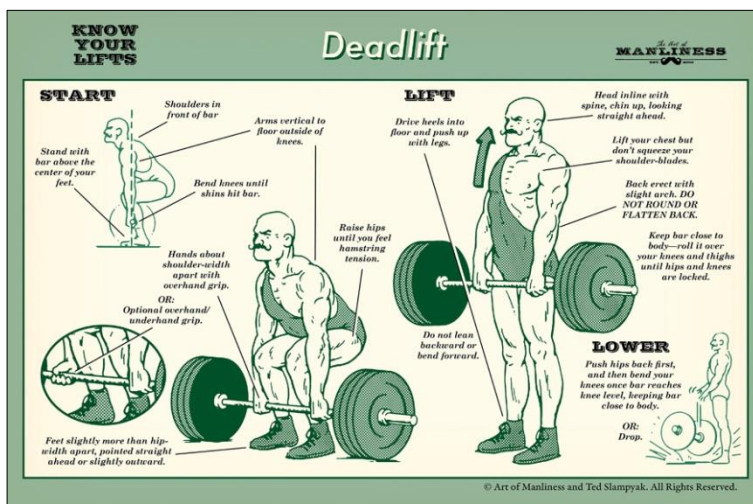 KNOW
YOUR
LIFTS
Deadlift
The Art of
MANLINESS
START
Shoulders in
front of bar
Stand with
bar above the
center of your
feet.
Arms vertical to
floor outside of
knees.
Bend knees until
shins hit bar.
Hands about
shoulder-width
apart with
overhand grip.
OR:
Optional overhand/
underhand grip.
Raise hips
until you feel
hamstring
tension.
Feet slightly more than hip-
width apart, pointed straight
ahead or slightly outward.
LIFT
Drive heels into
floor and push up
with legs.
Head inline with
spine, chin up, looking
straight ahead.
Lift your chest but
don't squeeze your
shoulder-blades.
Back erect with
slight arch. DO
NOT ROUND OR
FLATTEN BACK.
Keep bar close to
body—roll it over
your knees and thighs
until hips and knees
are locked.
Do not lean
backward or
bend forward.
LOWER
Push hips back first,
and then bend your
knees once bar reaches
knee level, keeping bar
close to body.
OR:
Drop.
© Art of Manliness and Ted Slampyak. All Rights Reserved.